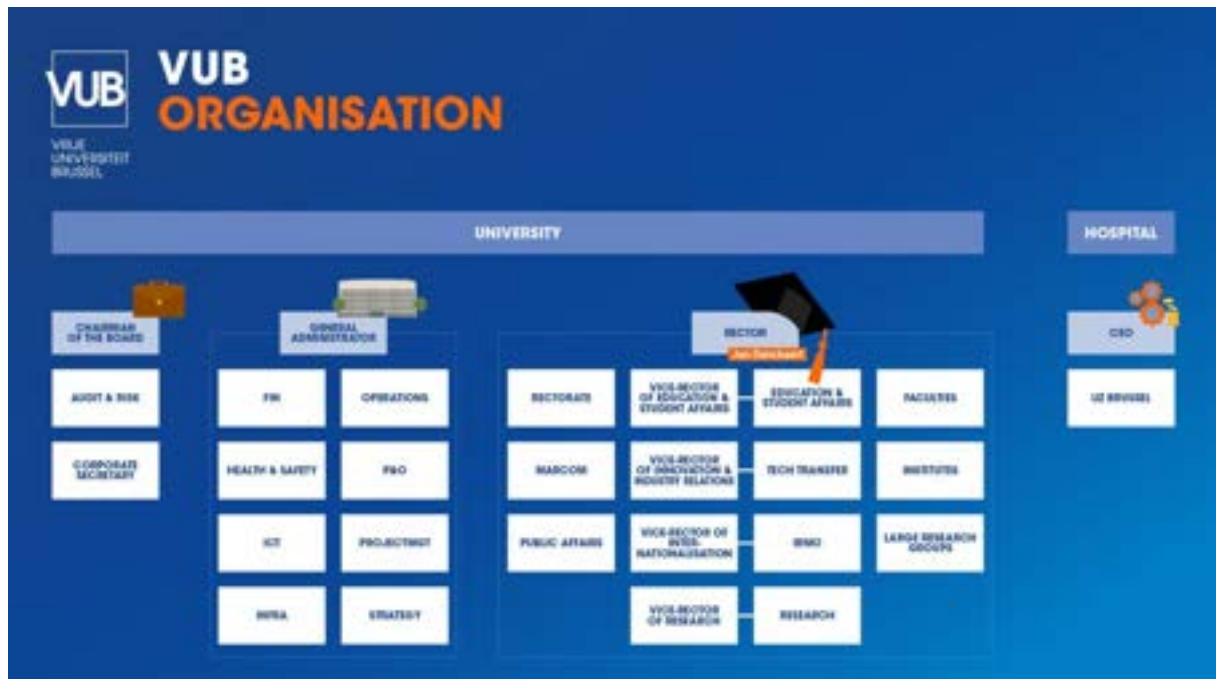 VUB
VUB
ORGANISATION
VRIJE
UNIVERSITEIT
BRUSSEL
UNIVERSITY
HOSPITAL
CHAIRMAN
OF THE BOARD
GENERAL
ADMINISTRATOR
RECTOR
CEO
AUDIT & RISK
FIN
OPERATIONS
RECTORATE
VICE-RECTOR
OF EDUCATION &
STUDENT AFFAIRS
EDUCATION &
STUDENT AFFAIRS
FACULTIES
UZ BRUSSEL
CORPORATE
SECRETARY
HEALTH & SAFETY
P&O
MARCOM
VICE-RECTOR
OF INNOVATION &
INDUSTRY RELATIONS
TECH TRANSFER
INSTITUTES
ICT
PROJECTMGT
PUBLIC AFFAIRS
VICE-RECTOR OF
INTER-
NATIONALISATION
LARGE RESEARCH
GROUPS
INFRA
STRATEGY
VICE-RECTOR
OF RESEARCH
RESEARCH